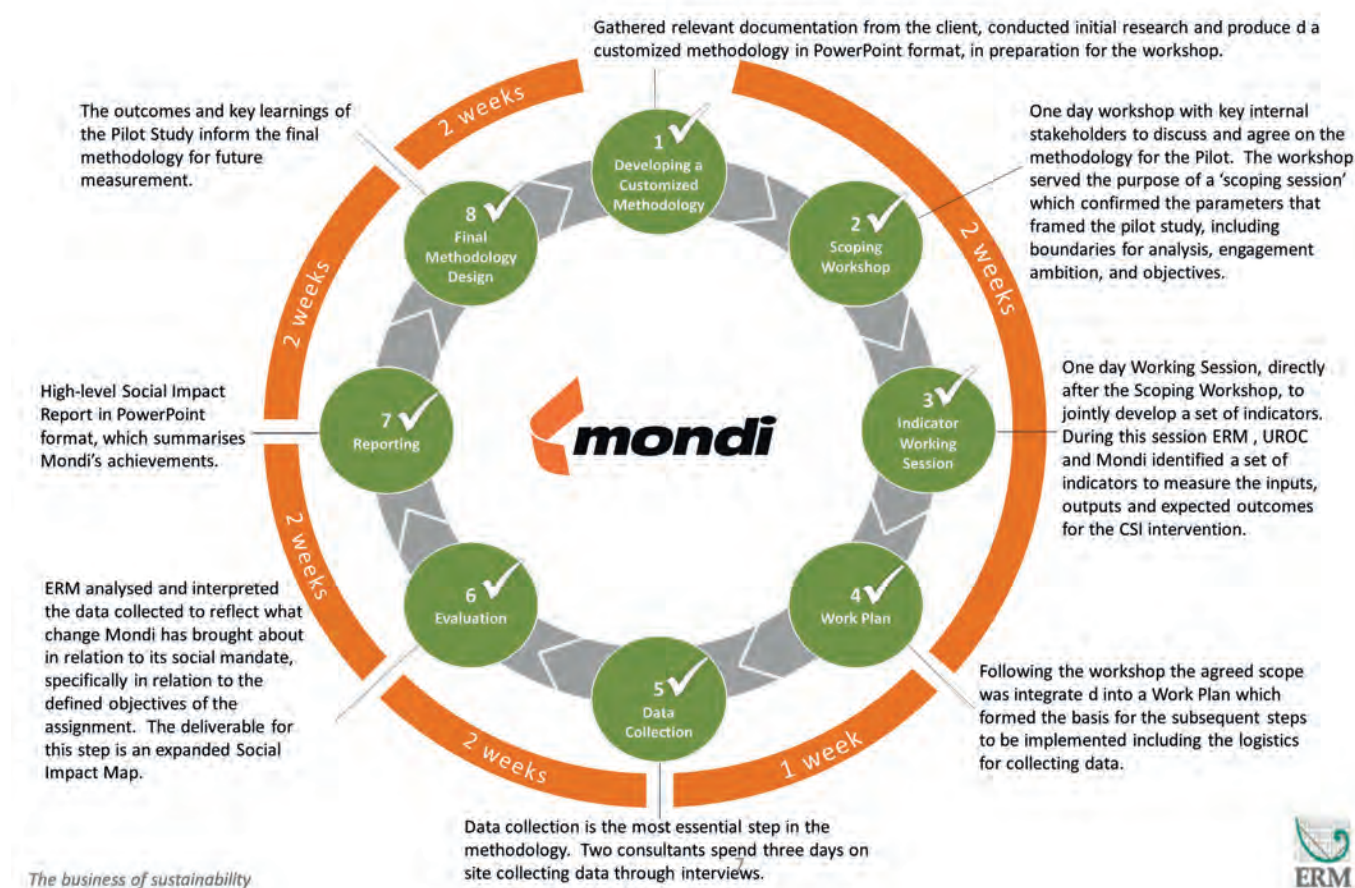 Gathered relevant documentation from the client, conducted initial research and produce d a
customized methodology in PowerPoint format, in preparation for the workshop.
1
Developing a
Customized
Methodology
2 weeks
One day workshop with key internal
stakeholders to discuss and agree on the
methodology for the Pilot. The workshop
served the purpose of a ‘scoping session’
which confirmed the parameters that
framed the pilot study, including
boundaries for analysis, engagement
ambition, and objectives.
2
Scoping
Workshop
One day Working Session, directly
after the Scoping Workshop, to
jointly develop a set of indicators.
During this session ERM , UROC
and Mondi identified a set of
indicators to measure the inputs,
outputs and expected outcomes
for the CSI intervention.
3
Indicator
Working
Session
Following the workshop the agreed scope
was integrate d into a Work Plan which
formed the basis for the subsequent steps
to be implemented including the logistics
for collecting data.
4
Work Plan
1 week
Data collection is the most essential step in the
methodology. Two consultants spend three days on
site collecting data through interviews.
7
5
Data
Collection
2 weeks
ERM analysed and interpreted
the data collected to reflect what
change Mondi has brought about
in relation to its social mandate,
specifically in relation to the
defined objectives of the
assignment. The deliverable for
this step is an expanded Social
Impact Map.
6
Evaluation
2 weeks
High-level Social Impact
Report in PowerPoint
format, which summarises
Mondi’s achievements.
7
Reporting
2 weeks
The outcomes and key learnings of
the Pilot Study inform the final
methodology for future
measurement.
8
Final
Methodology
Design
2 weeks
mondi
The business of sustainability
ERM